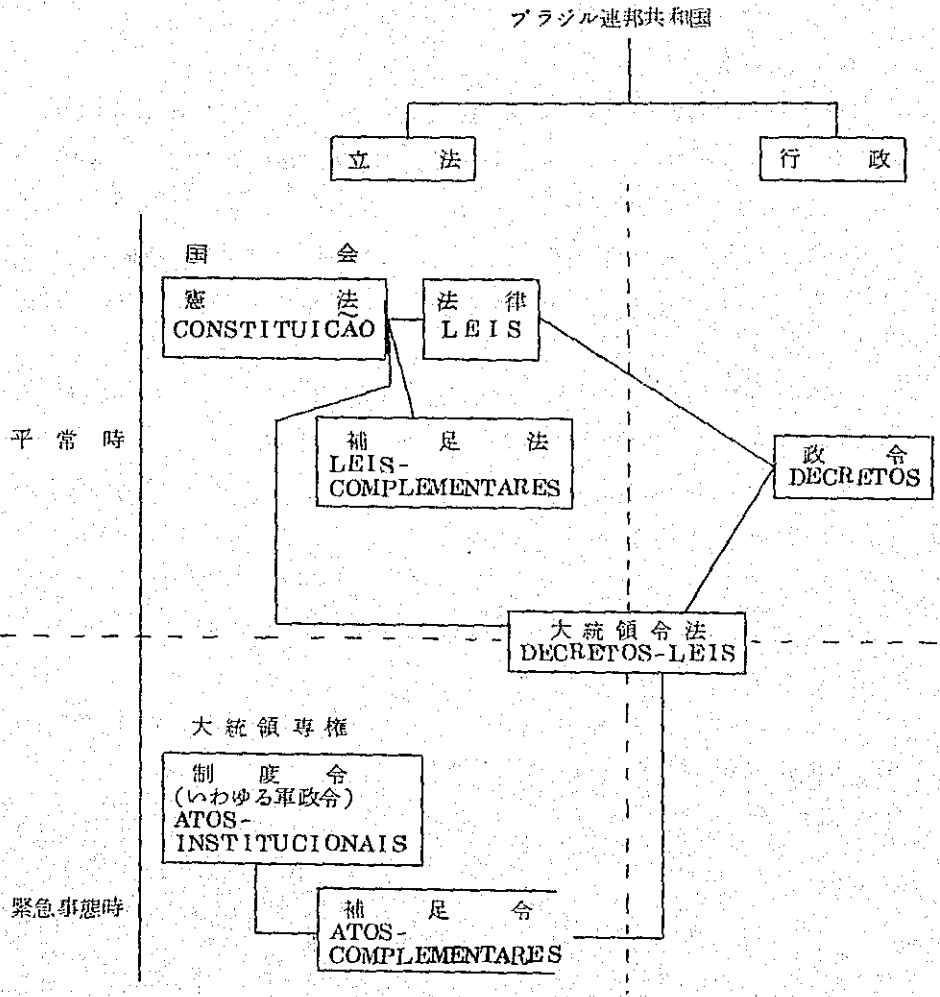 ブラジル連邦共和国
立法
行政
国会
憲法
CONSTITUICÃO
法律
LEIS
平常時
補足法
LEIS-
COMPLEMENTARES
政令
DECRETOS
大統領令法
DECRETOS-LEIS
大統領専権
制度令
(いわゆる軍政令)
ATOS-
INSTITUCIONAIS
緊急事態時
補足令
ATOS-
COMPLEMENTARES